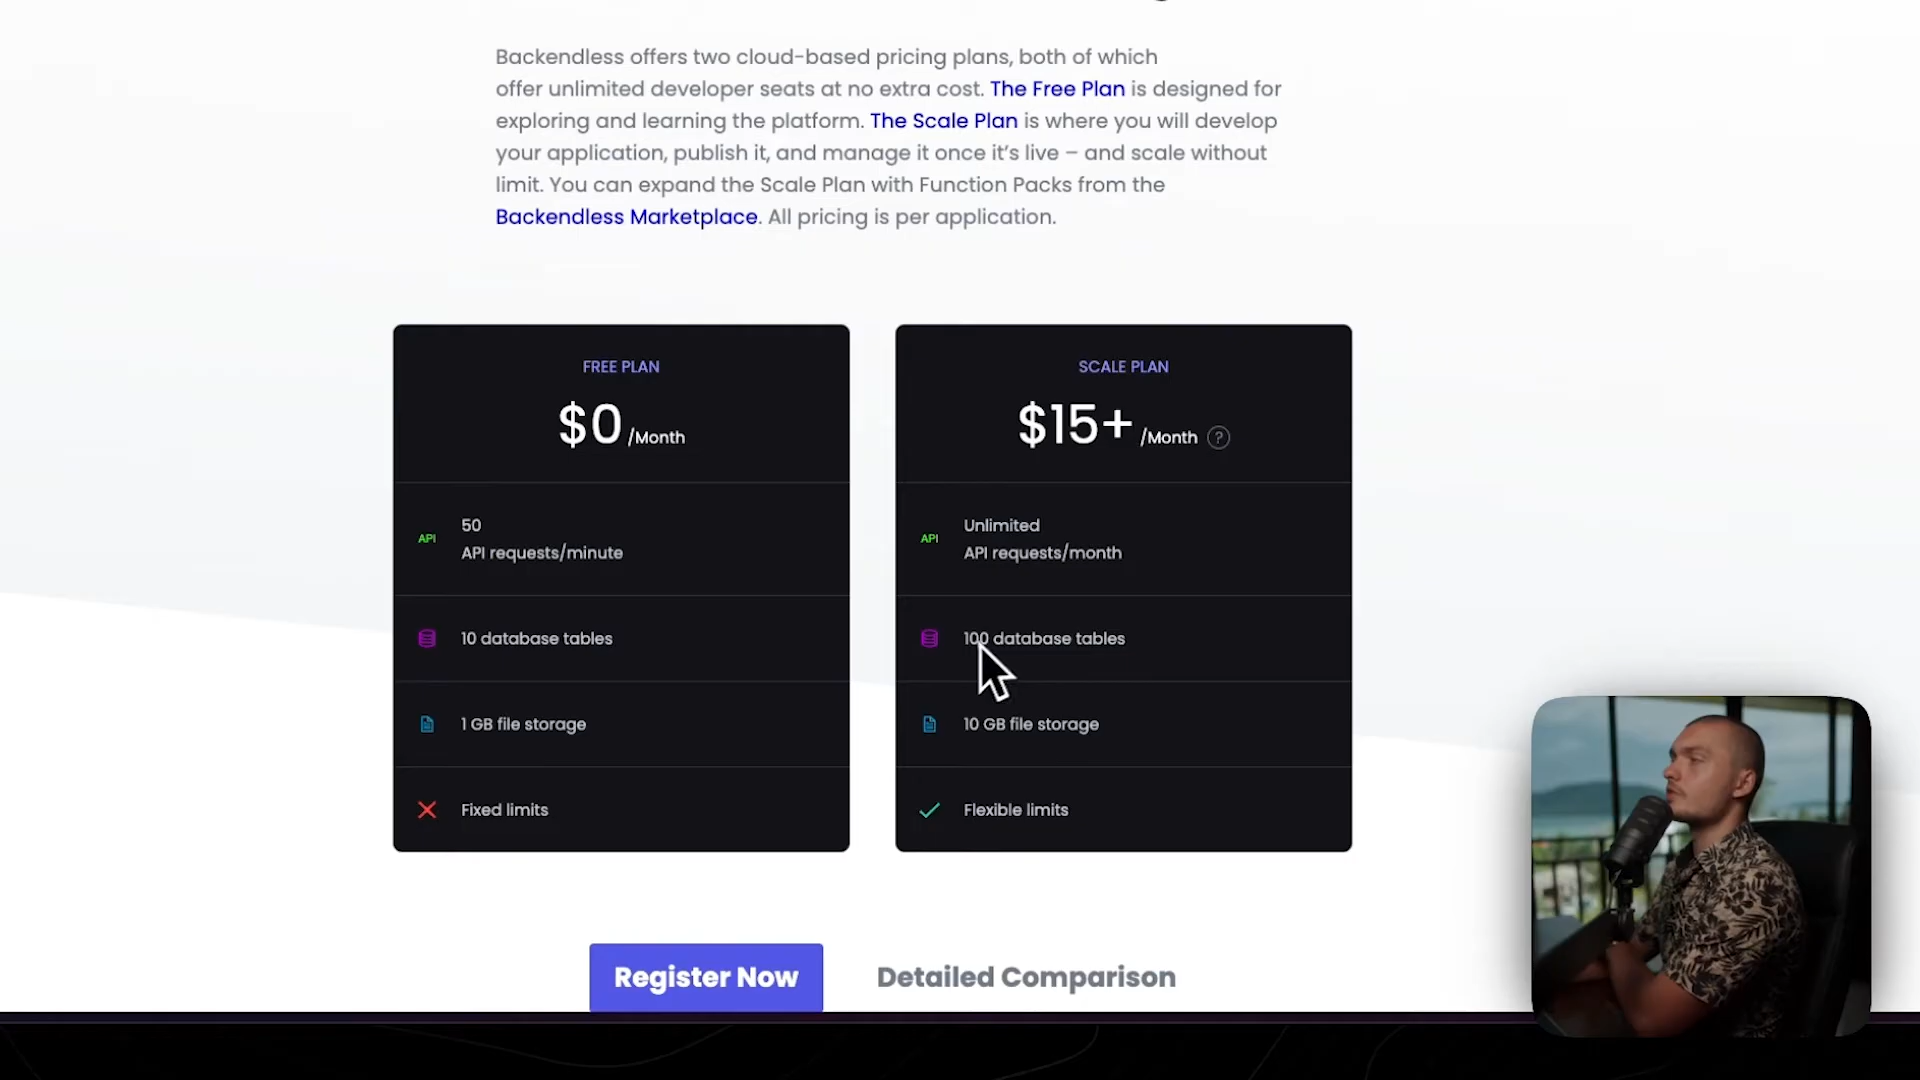 Backendless offers two cloud-based pricing plans, both of which
offer unlimited developer seats at no extra cost. The Free Plan is designed for
exploring and learning the platform. The Scale Plan is where you will develop
your application, publish it, and manage it once it's live – and scale without
limit. You can expand the Scale Plan with Function Packs from the
Backendless Marketplace. All pricing is per application.
FREE PLAN
$0 /Month
API
50
API requests/minute
10 database tables
1 GB file storage
Fixed limits
SCALE PLAN
$15+ /Month ?
API
Unlimited
API requests/month
100 database tables
10 GB file storage
Flexible limits
Register Now
Detailed Comparison